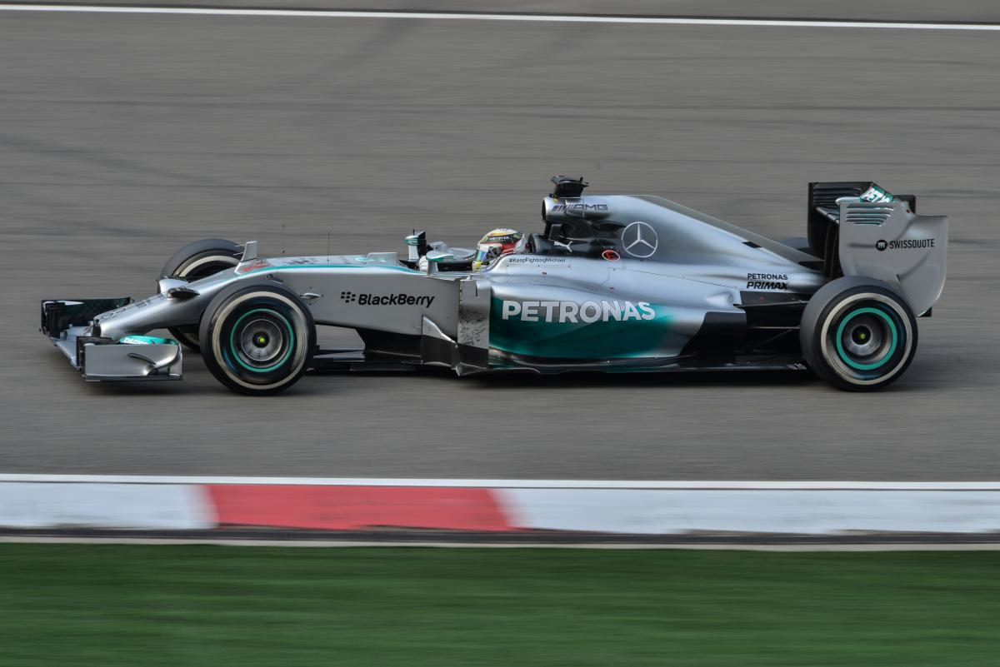 AMG
SWISSQUOTE
#KeepFightingMichael
PETRONAS
PRIMAX
BlackBerry
PETRONAS